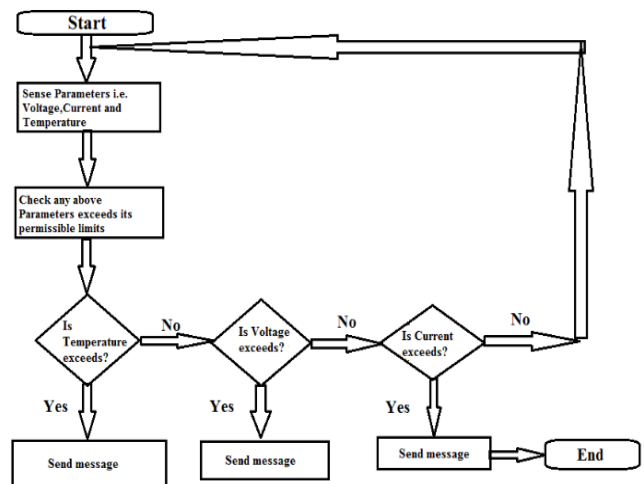 Start
Sense Parameters i.e.
Voltage,Current and
Temperature
Check any above
Parameters exceeds its
permissible limits
Is
Temperature
exceeds?
No
Is Voltage
exceeds?
No
Is Current
exceeds?
No
Yes
Yes
Yes
Send message
Send message
Send message
End